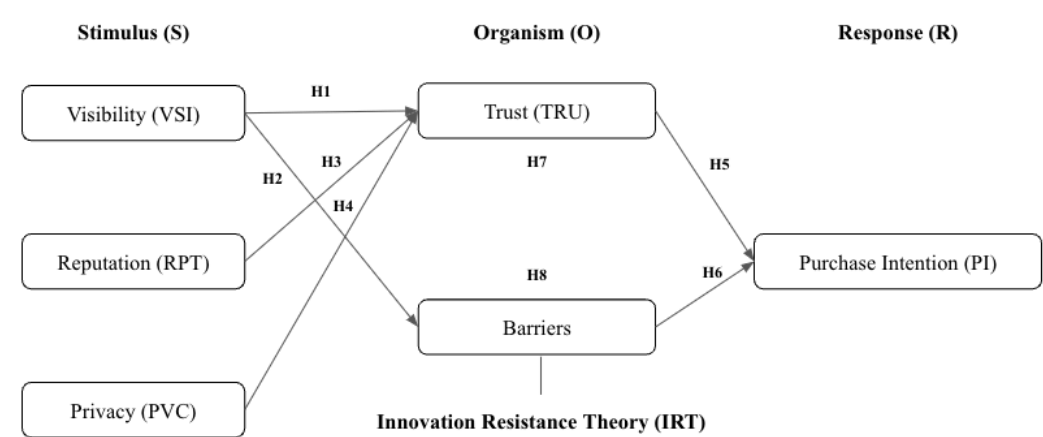 Stimulus (S)
Organism (O)
Response (R)
Visibility (VSI)
H1
Trust (TRU)
H3
H7
H5
H2
H4
Reputation (RPT)
Purchase Intention (PI)
H8
H6
Barriers
Privacy (PVC)
Innovation Resistance Theory (IRT)